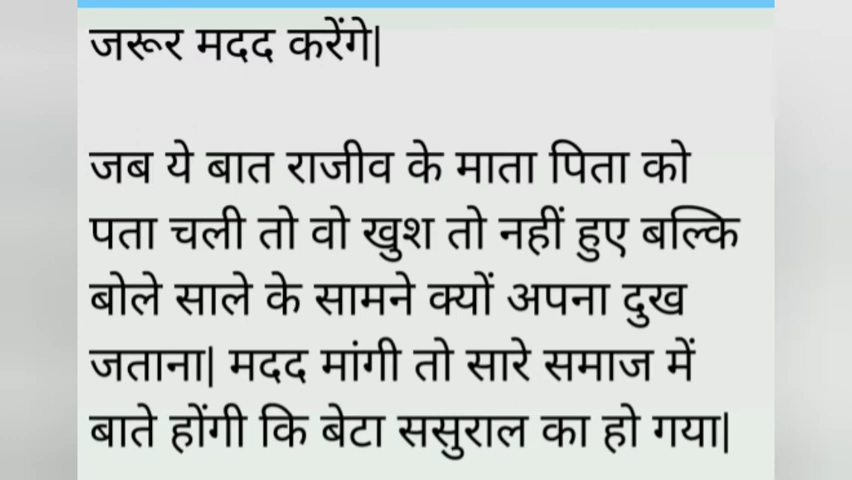 जरूर मदद करेंगे|
जब ये बात राजीव के माता पिता को
पता चली तो वो खुश तो नहीं हुए बल्कि
बोले साले के सामने क्यों अपना दुख
जताना| मदद मांगी तो सारे समाज में
बाते होंगी कि बेटा ससुराल का हो गया|